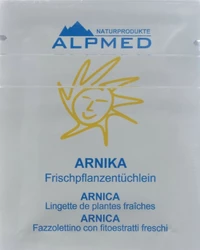 NATURPRODUKTE
ALPMED
ARNIKA
Frischpflanzentüchlein
ARNICA
Lingette de plantes fraîches
ARNICA
Fazzolettino con fitoestratti freschi